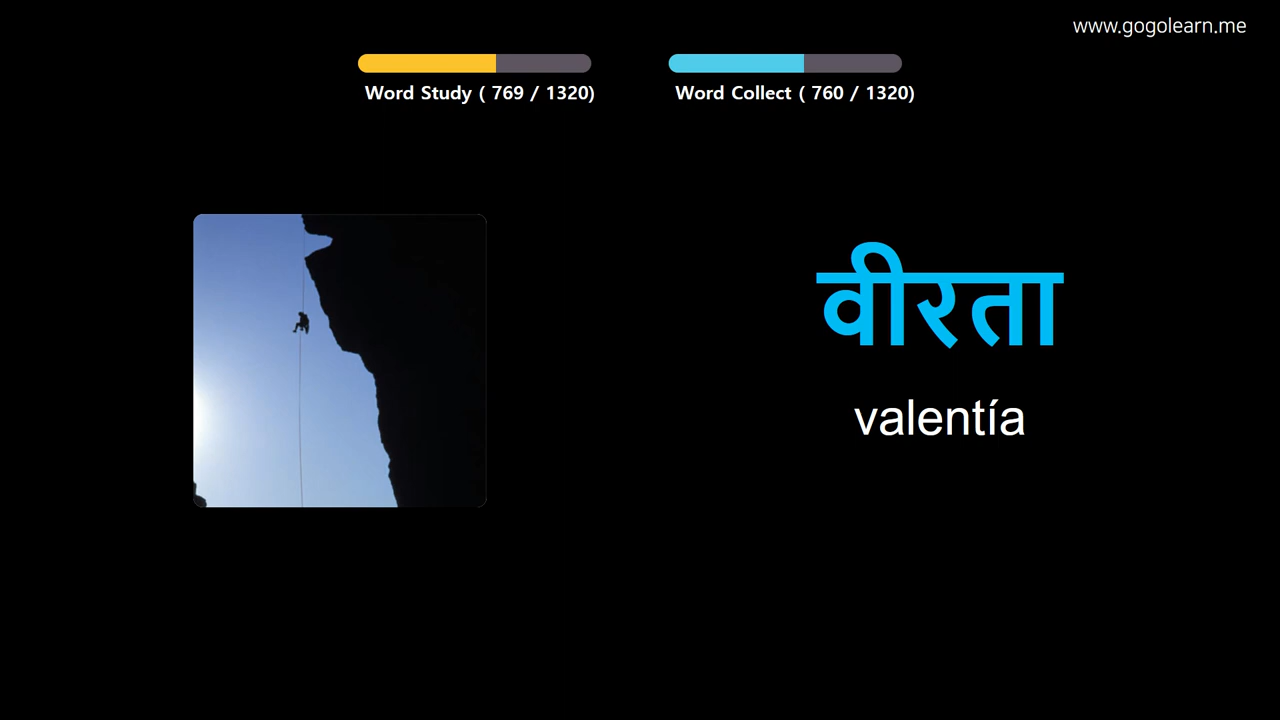 www.gogolearn.me
Word Study ( 769 / 1320)
Word Collect ( 760 / 1320)
वीरता
valentía